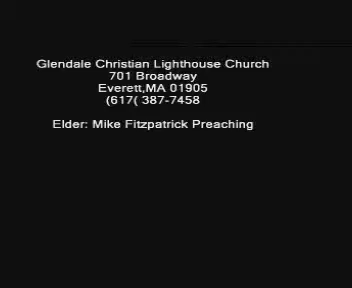 Glendale Christian Lighthouse Church
701 Broadway
Everett,MA 01905
(617( 387-7458
Elder: Mike Fitzpatrick Preaching